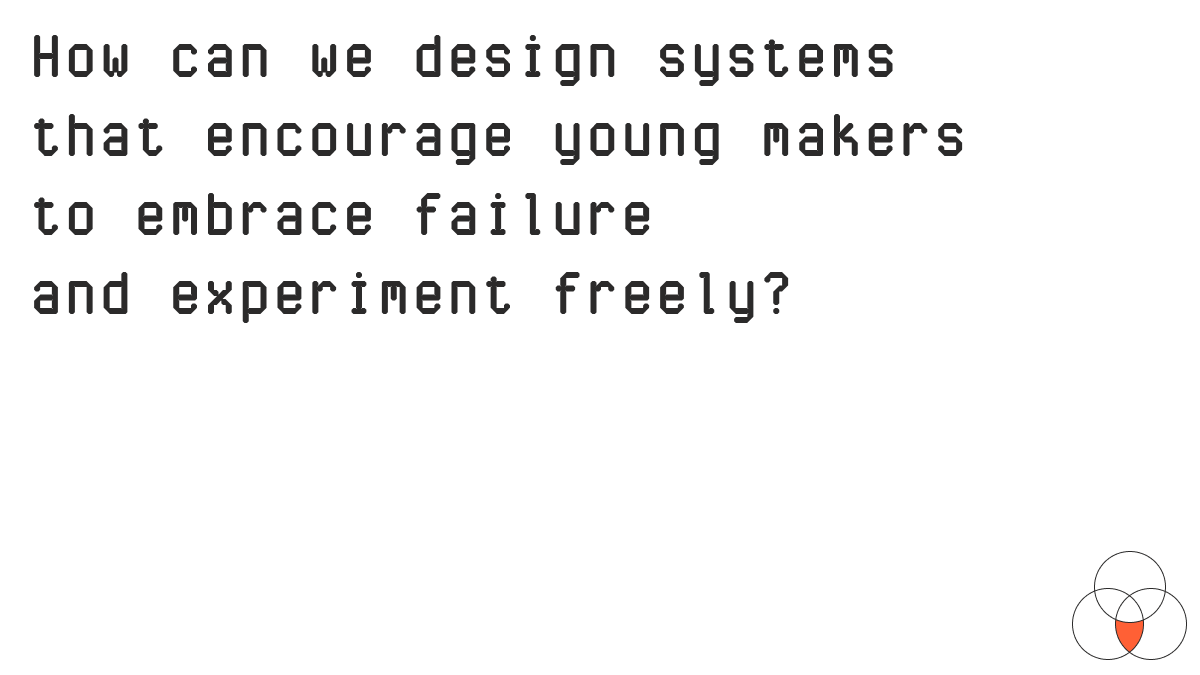 How can we design systems
that encourage young makers
to embrace failure
and experiment freely?